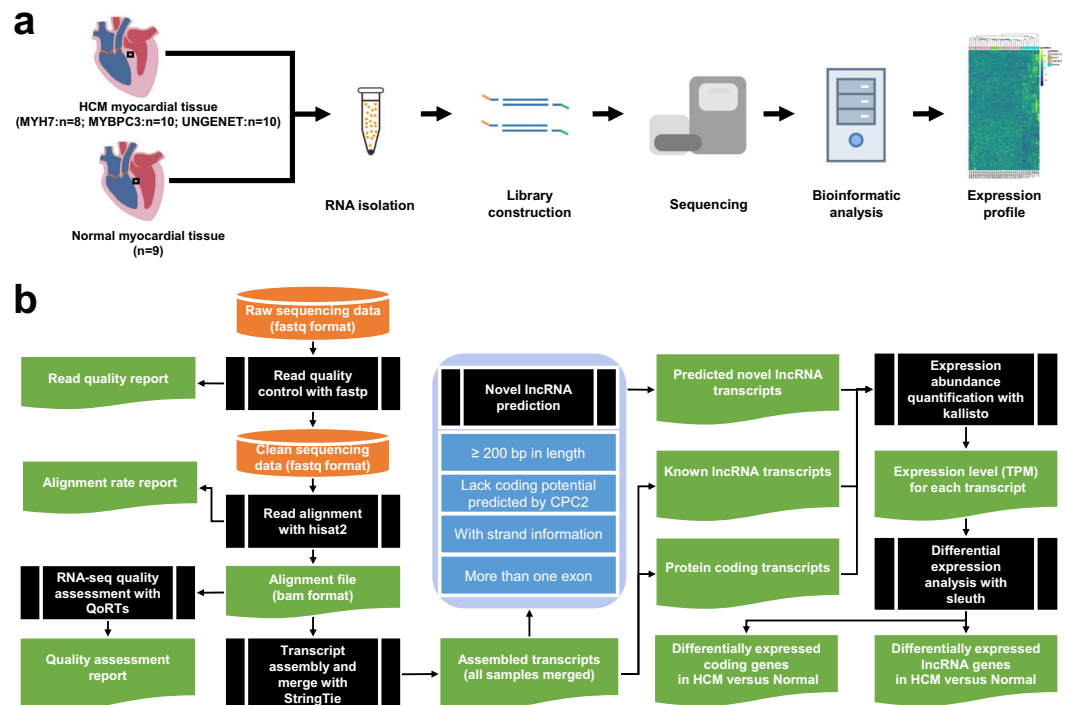 a
HCM myocardial tissue
(MYH7:n=8; MYBPC3:n=10; UNGENET:n=10)
Normal myocardial tissue
(n=9)
RNA isolation
Library
construction
Sequencing
Bioinformatic
analysis
Expression
profile
b
Raw sequencing data
(fastq format)
Read quality report
Read quality
control with fastp
Clean sequencing
data (fastq format)
Alignment rate report
Read alignment
with hisat2
RNA-seq quality
assessment with
QoRTs
Alignment file
(bam format)
Quality assessment
report
Transcript assembly and
merge with
StringTie
Novel lncRNA
prediction
≥ 200 bp in length
Lack coding potential
predicted by CPC2
With strand information
More than one exon
Assembled transcripts
(all samples merged)
Predicted novel lncRNA
transcripts
Known lncRNA transcripts
Protein coding transcripts
Expression
abundance
quantification with
kallisto
Expression level (TPM)
for each transcript
Differential
expression
analysis with
sleuth
Differentially expressed
coding genes
in HCM versus Normal
Differentially expressed
lncRNA genes
in HCM versus Normal